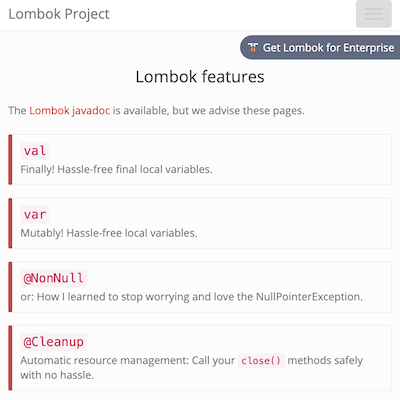 Lombok Project
Get Lombok for Enterprise
Lombok features
The Lombok javadoc is available, but we advise these pages.
val
Finally! Hassle-free final local variables.
var
Mutably! Hassle-free local variables.
@NonNull
or: How I learned to stop worrying and love the NullPointerException.
@Cleanup
Automatic resource management: Call your close() methods safely
with no hassle.